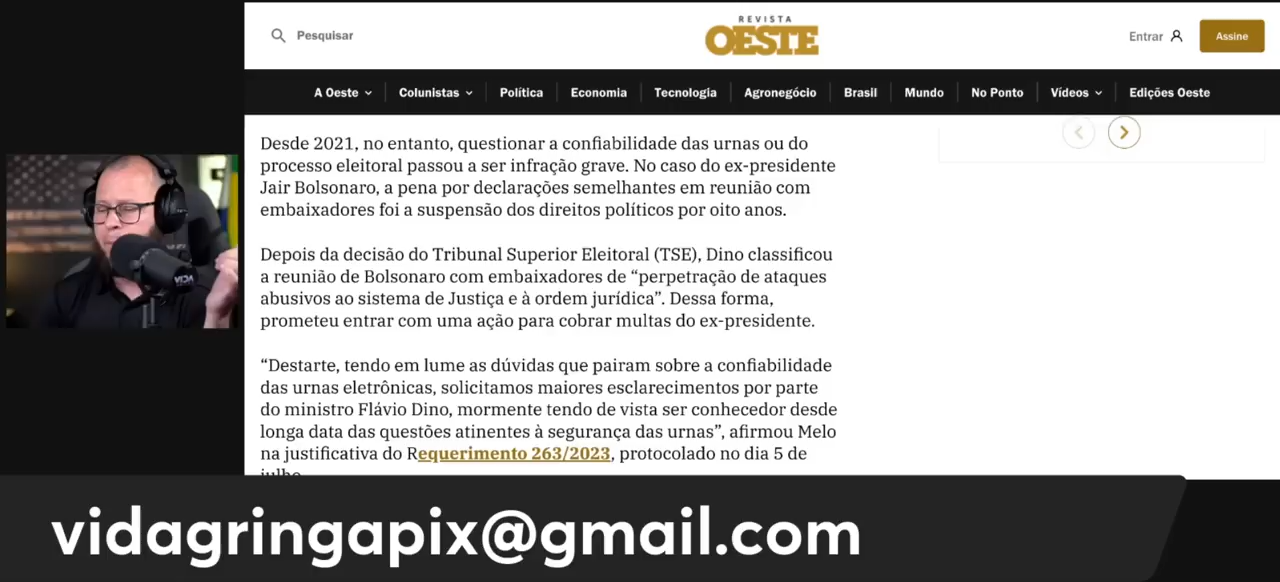 REVISTA
OESTE
Pesquisar
Entrar
Assine
A Oeste
Colunistas
Política
Economia
Tecnologia
Agronegócio
Brasil
Mundo
No Ponto
Vídeos
Edições Oeste
Desde 2021, no entanto, questionar a confiabilidade das urnas ou do
processo eleitoral passou a ser infração grave. No caso do ex-presidente
Jair Bolsonaro, a pena por declarações semelhantes em reunião com
embaixadores foi a suspensão dos direitos políticos por oito anos.
Depois da decisão do Tribunal Superior Eleitoral (TSE), Dino classificou
a reunião de Bolsonaro com embaixadores de “perpetração de ataques
abusivos ao sistema de Justiça e à ordem jurídica”. Dessa forma,
prometeu entrar com uma ação para cobrar multas do ex-presidente.
“Destarte, tendo em lume as dúvidas que pairam sobre a confiabilidade
das urnas eletrônicas, solicitamos maiores esclarecimentos por parte
do ministro Flávio Dino, mormente tendo de vista ser conhecedor desde
longa data das questões atinentes à segurança das urnas”, afirmou Melo
na justificativa do Requerimento 263/2023, protocolado no dia 5 de
julho
VIDA
vidagringapix@gmail.com